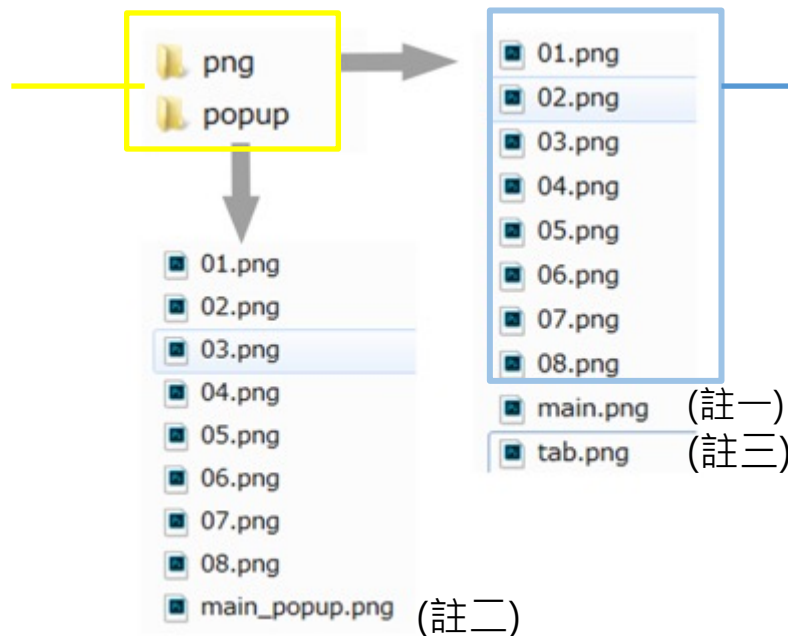 png
popup
01.png
02.png
03.png
04.png
05.png
06.png
07.png
08.png
main.png (註一)
tab.png (註三)
01.png
02.png
03.png
04.png
05.png
06.png
07.png
08.png
main_popup.png (註二)